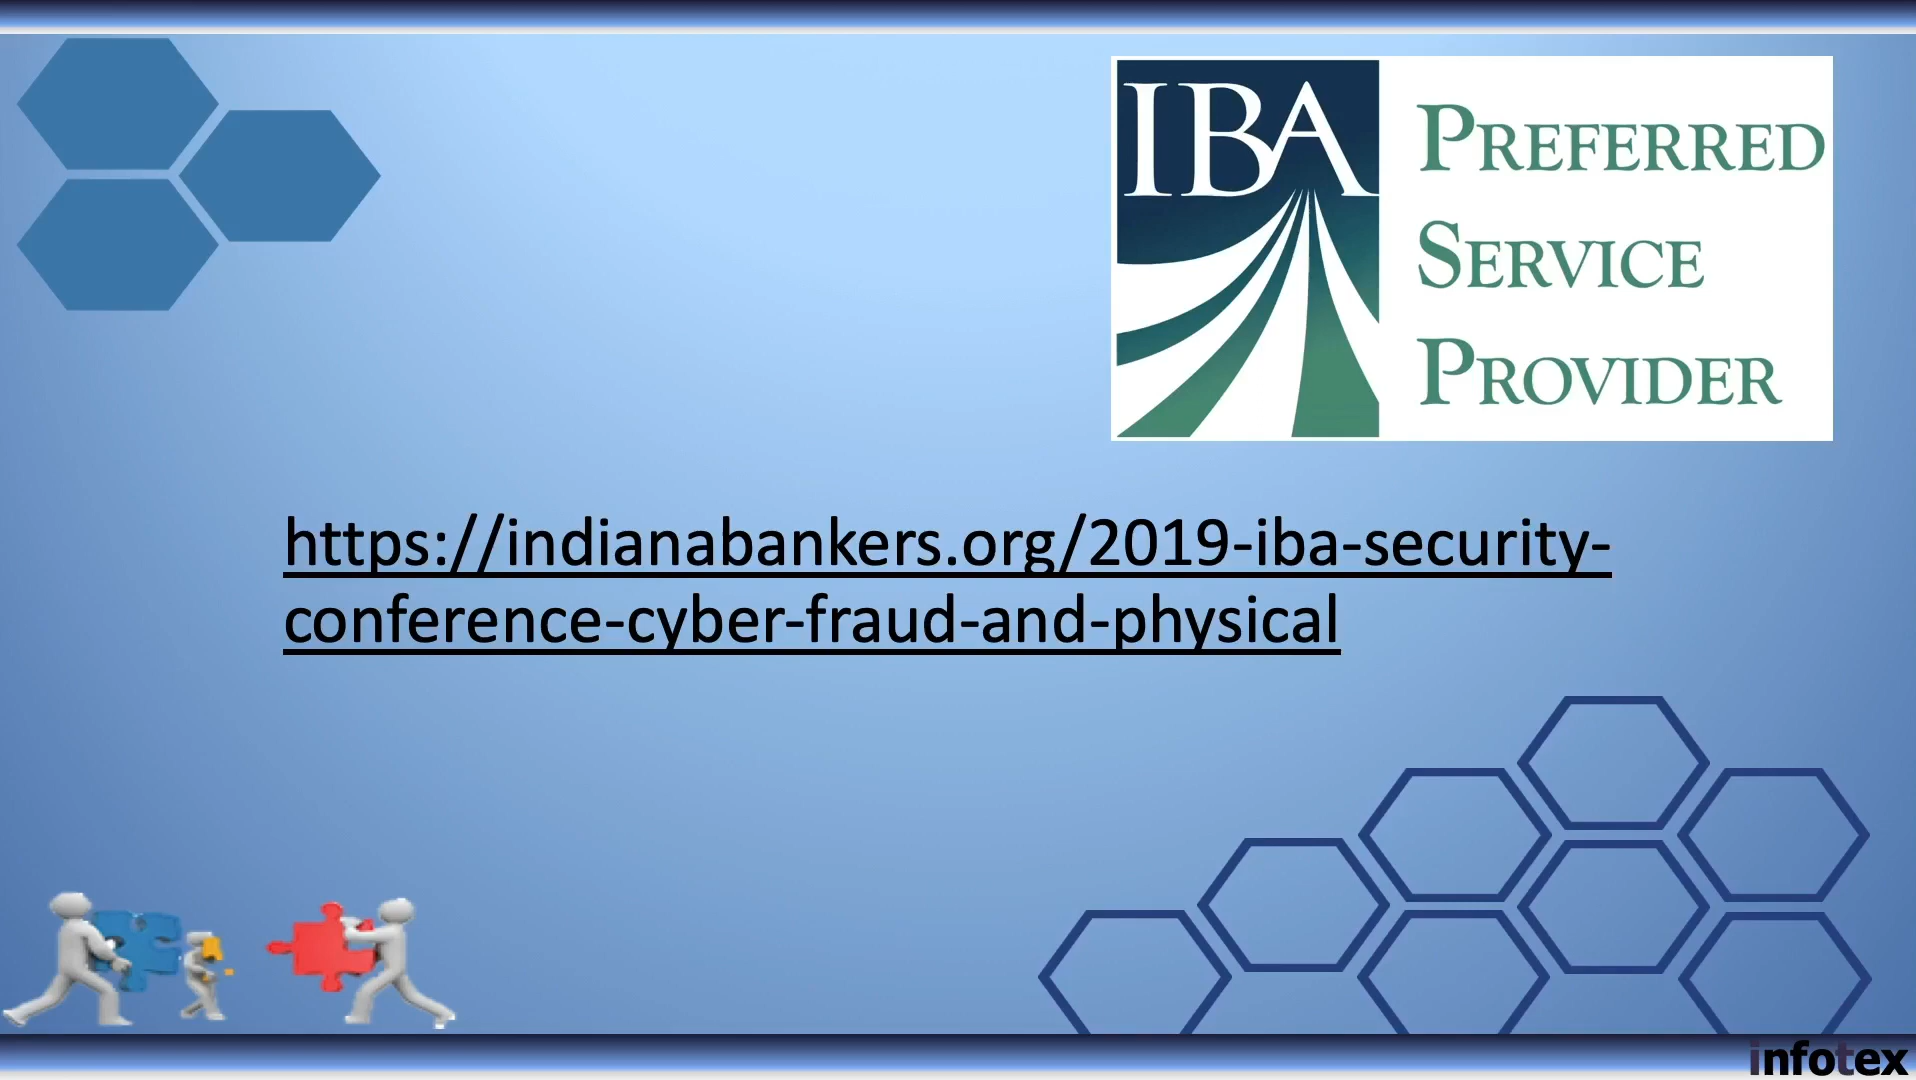 IBA
PREFERRED
SERVICE
PROVIDER
https://indianabankers.org/2019-iba-security-
conference-cyber-fraud-and-physical
infotex